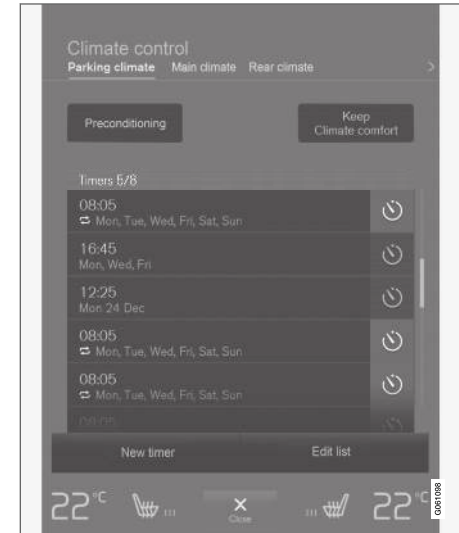 Climate control
Parking climate Main climate Rear climate
Preconditioning
Keep
Climate comfort
Timers 5/8
08:05
Mon, Tue, Wed, Fri, Sat, Sun
16:45
Mon, Wed, Fri
12:25
Mon 24 Dec
08:05
Mon, Tue, Wed, Fri, Sat, Sun
08:05
Mon, Tue, Wed, Fri, Sat, Sun
08:05
New timer Edit list
22°C 22°C
Close
G061098